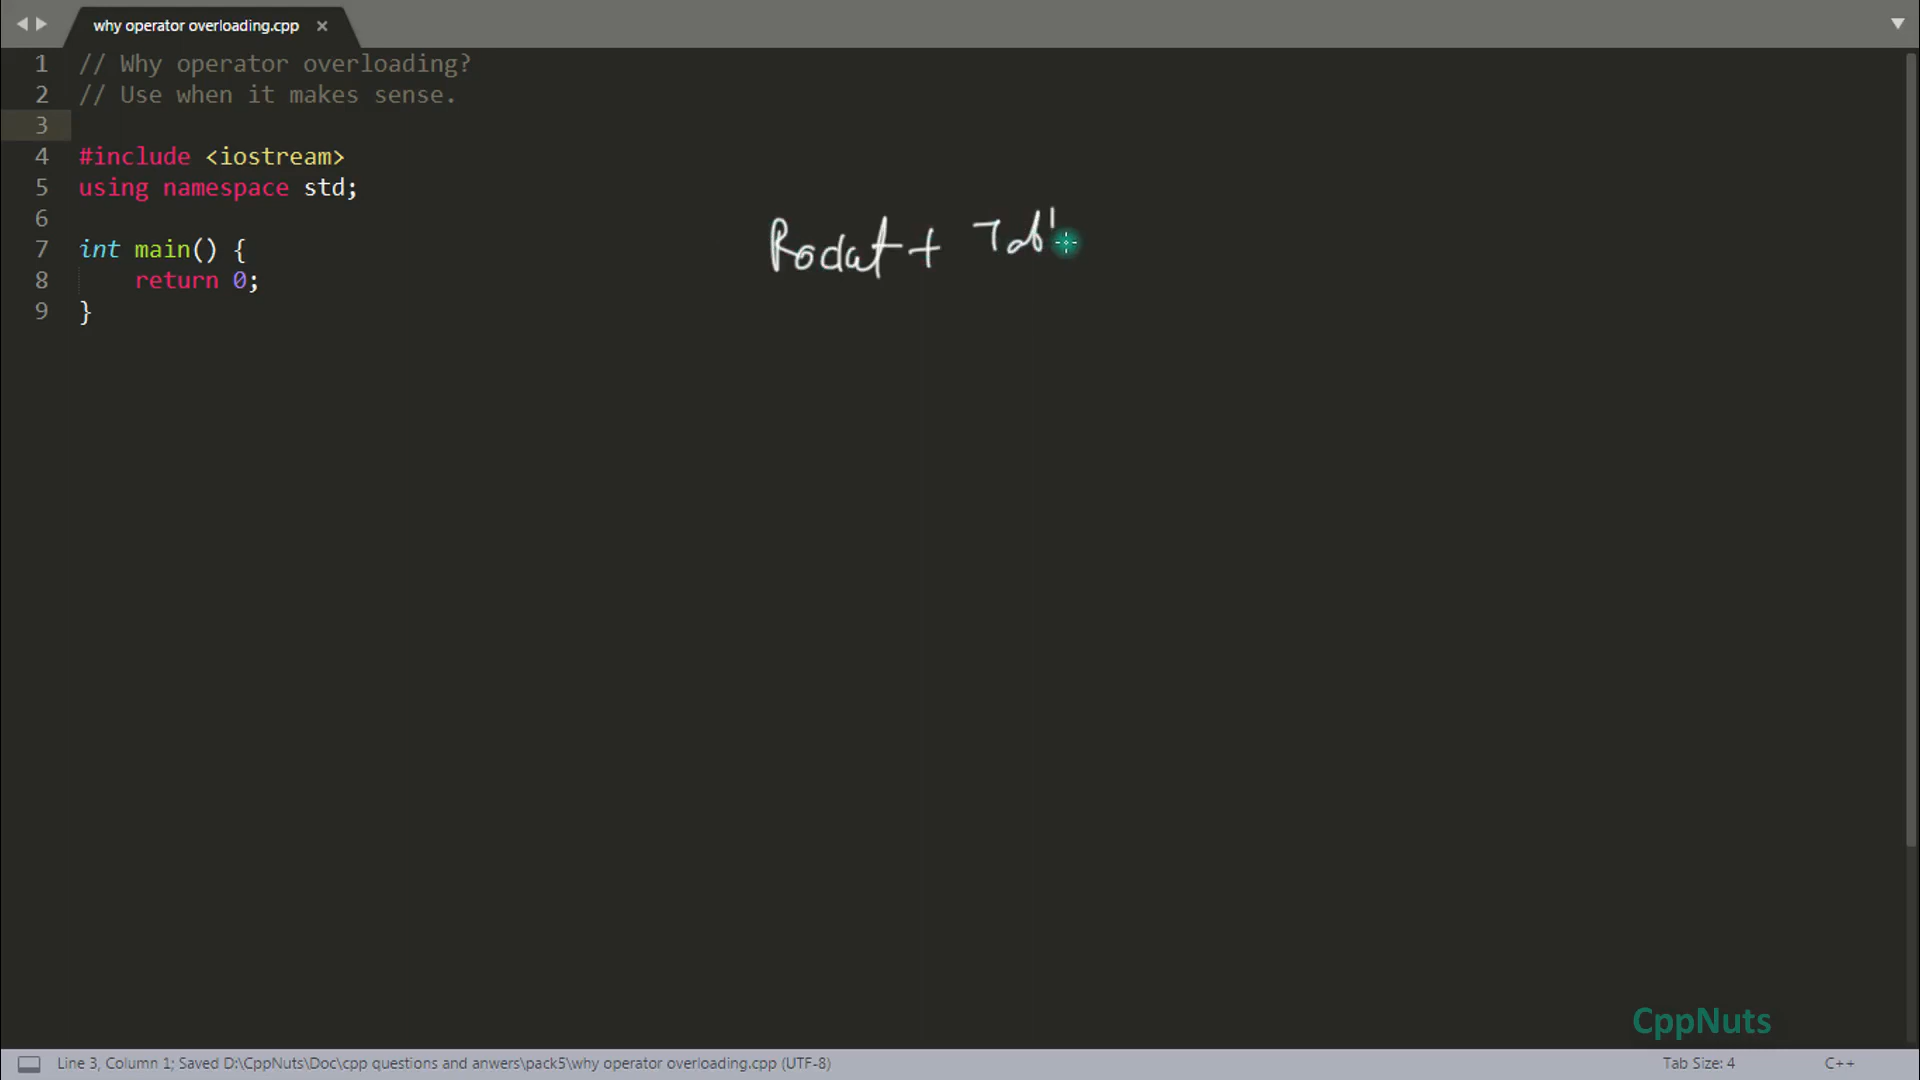 why operator overloading.cpp ×
1 // Why operator overloading?
2 // Use when it makes sense.
3
4 #include <iostream>
5 using namespace std;
6
7 int main() {
8 return 0;
9 }
+
CppNuts
Line 3, Column 1; Saved D:\CppNuts\Doc\cpp questions and anwers\pack5\why operator overloading.cpp (UTF-8) Tab Size: 4 C++